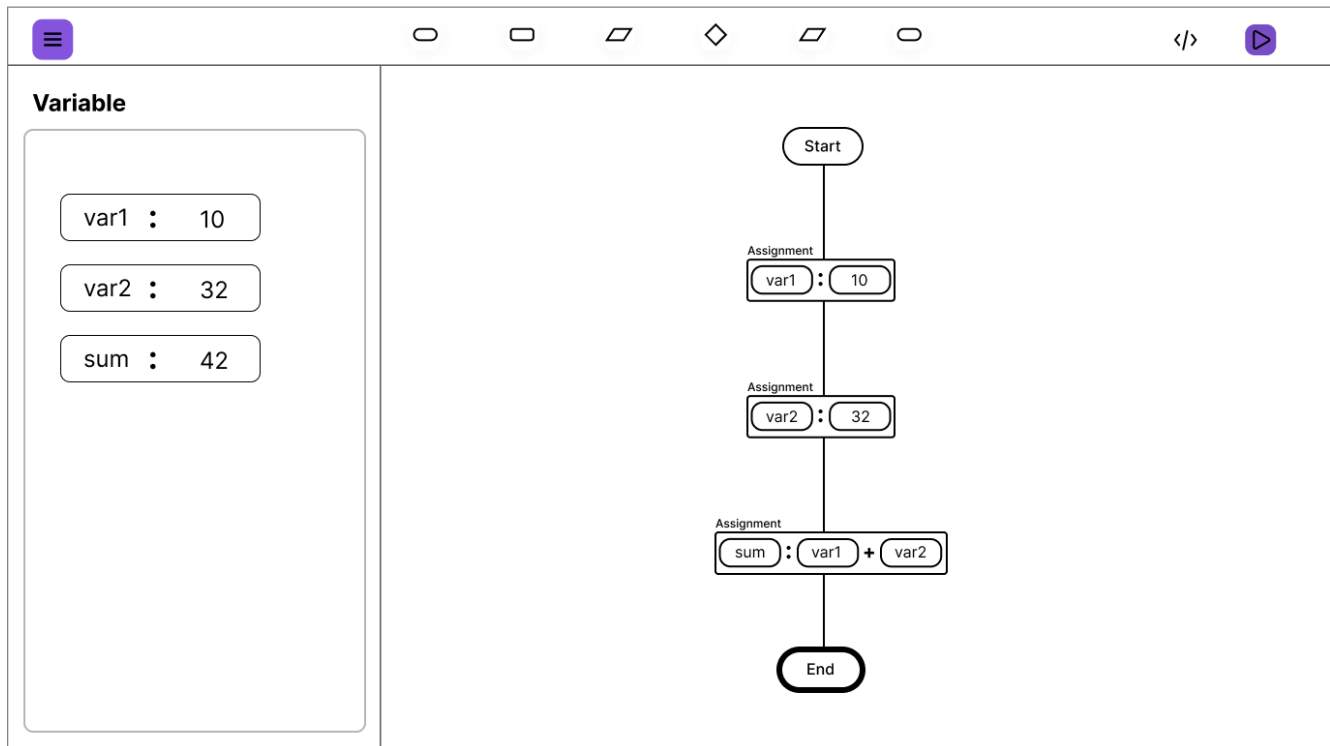 </>
Variable
var1 : 10
var2 : 32
sum : 42
Start
Assignment
var1 : 10
Assignment
var2 : 32
Assignment
sum : var1 + var2
End